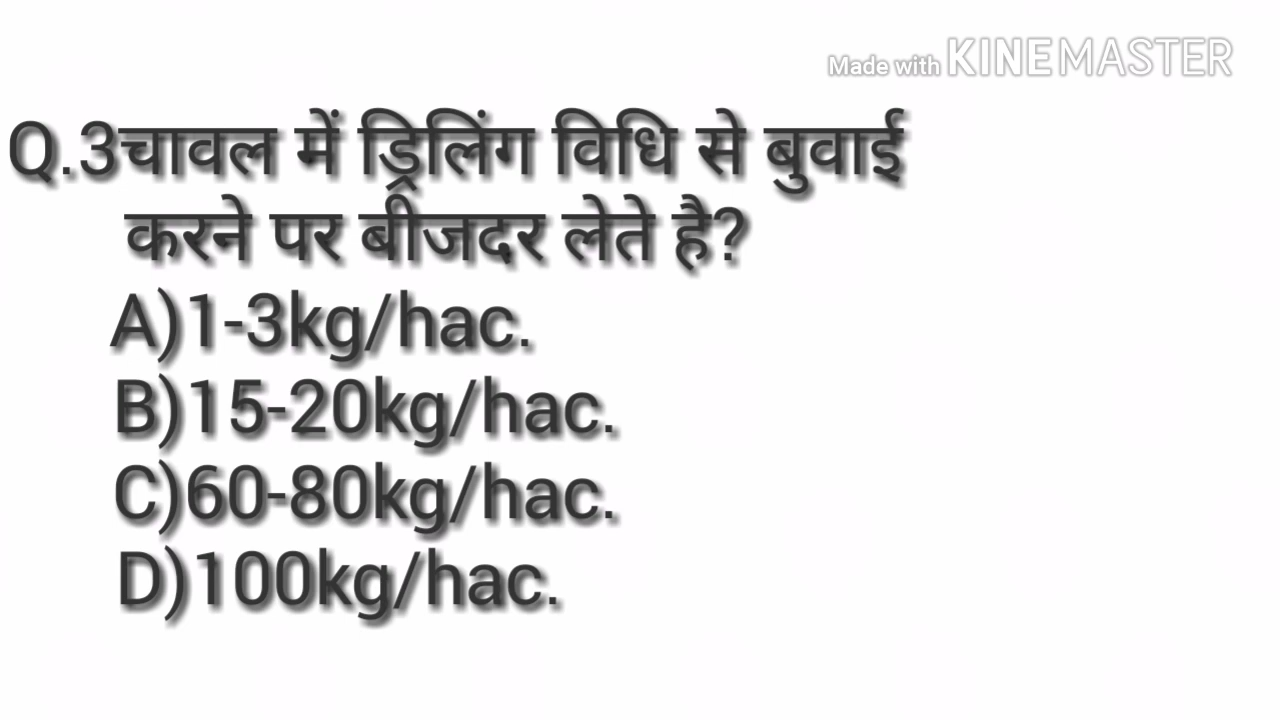 Made with KINEMASTER
Q.3चावल में ड्रिलिंग विधि से बुवाई
करने पर बीजदर लेते है?
A)1-3kg/hac.
B)15-20kg/hac.
C)60-80kg/hac.
D)100kg/hac.